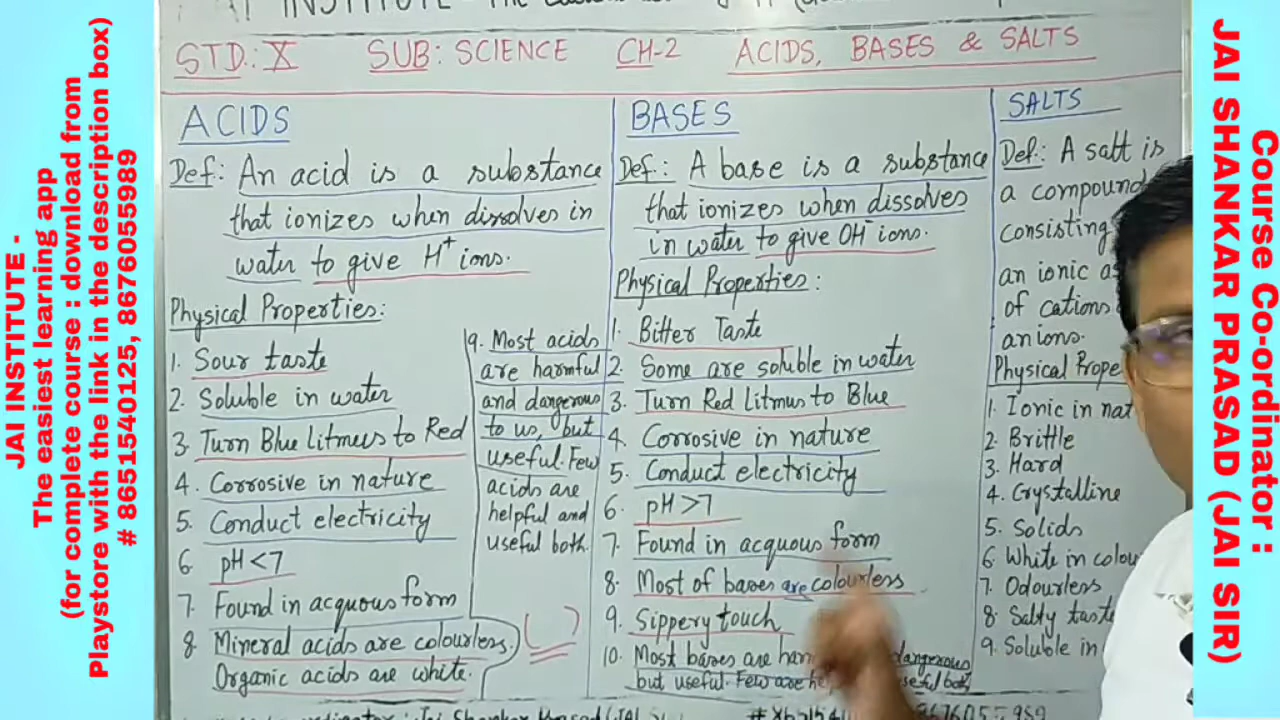 JAI INSTITUTE -
The easiest learning app
(for complete course : download from
Playstore with the link in the description box)
# 8651540125, 8676055989
INSTITUTE - The
STD.: X SUB: SCIENCE CH-2 ACIDS, BASES & SALTS
ACIDS
Def: An acid is a substance
that ionizes when dissolves in
water to give H⁺ ions.
Physical Properties:
1. Sour taste
2. Soluble in water
3. Turn Blue Litmus to Red
4. Corrosive in nature
5. Conduct electricity
6 pH<7
7. Found in acquous form
8. Mineral acids are colourless.
Organic acids are white.
9. Most acids
are harmful
and dangerous
to us, but
useful. Few
acids are
helpful and
useful both.
BASES
Def.: A base is a substance
that ionizes when dissolves
in water to give OH⁻ ions.
Physical Properties:
1. Bitter Taste
2. Some are soluble in water
3. Turn Red Litmus to Blue
4. Corrosive in nature
5. Conduct electricity
6. pH>7
7. Found in acquous form
8. Most of bases are colourless
9. Sippery touch
10. Most bases are dangerous
but useful. Few are both
SALTS
Def: A salt is
a compound
consisting
an ionic
of cations
anions.
Physical
1. Ionic in
2. Brittle
3. Hard
4. Crystalline
5. Solids
6. White in
7. Odourless
8. Salty taste
9. Soluble in
Jai Shankar Prasad (JAI
Course Co-ordinator :
JAI SHANKAR PRASAD (JAI SIR)